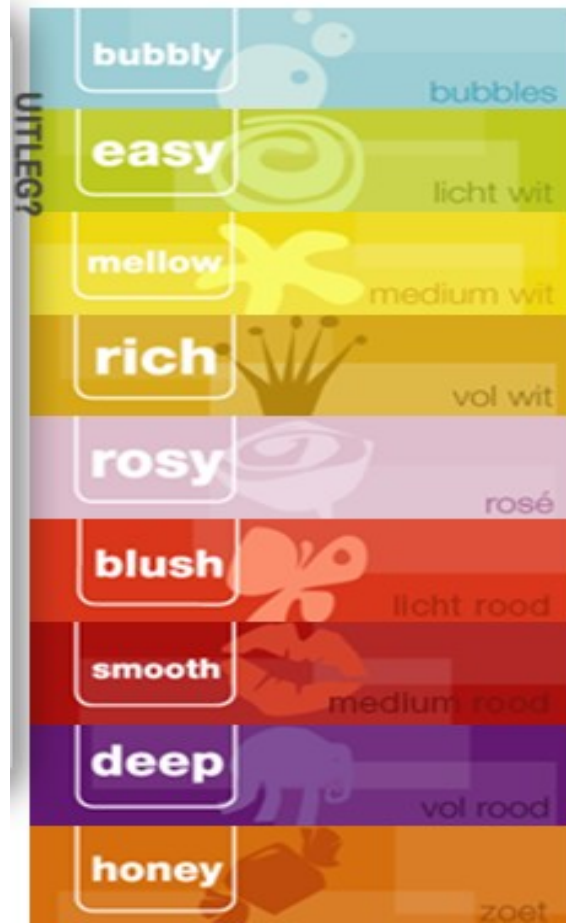 UITLEG?
bubbly
bubbles
easy
licht wit
mellow
medium wit
rich
vol wit
rosy
rosé
blush
licht rood
smooth
medium rood
deep
vol rood
honey
zoet